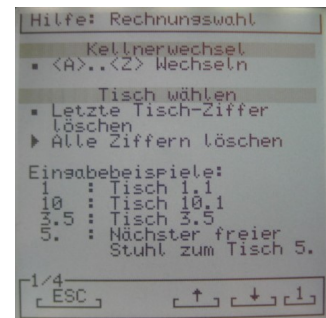 Hilfe: Rechnungswahl
Kellnerwechsel
▪ <A>..<Z> Wechseln
Tisch wählen
▪ Letzte Tisch-Ziffer
löschen
▶ Alle Ziffern löschen
Eingabebeispiele:
1 : Tisch 1.1
10 : Tisch 10.1
3.5 : Tisch 3.5
5. : Nächster freier
Stuhl zum Tisch 5.
1/4
ESC ↑ ↓ 1